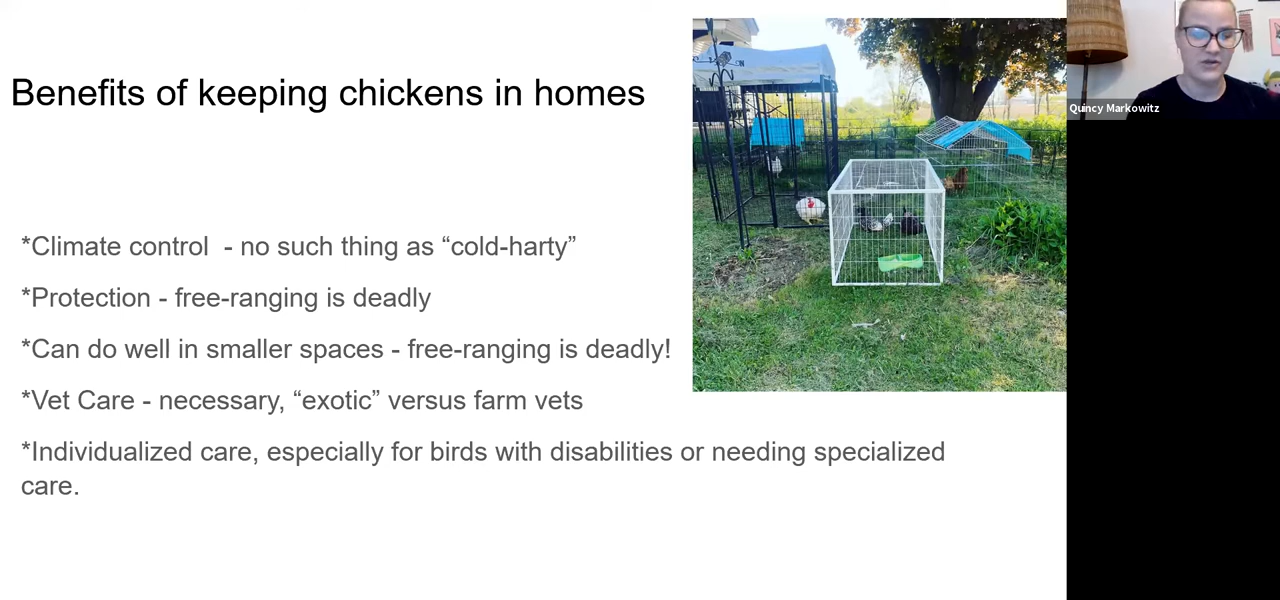 Benefits of keeping chickens in homes
*Climate control  - no such thing as “cold-harty”
*Protection - free-ranging is deadly
*Can do well in smaller spaces - free-ranging is deadly!
*Vet Care - necessary, “exotic” versus farm vets
*Individualized care, especially for birds with disabilities or needing specialized
care.
Quincy Markowitz